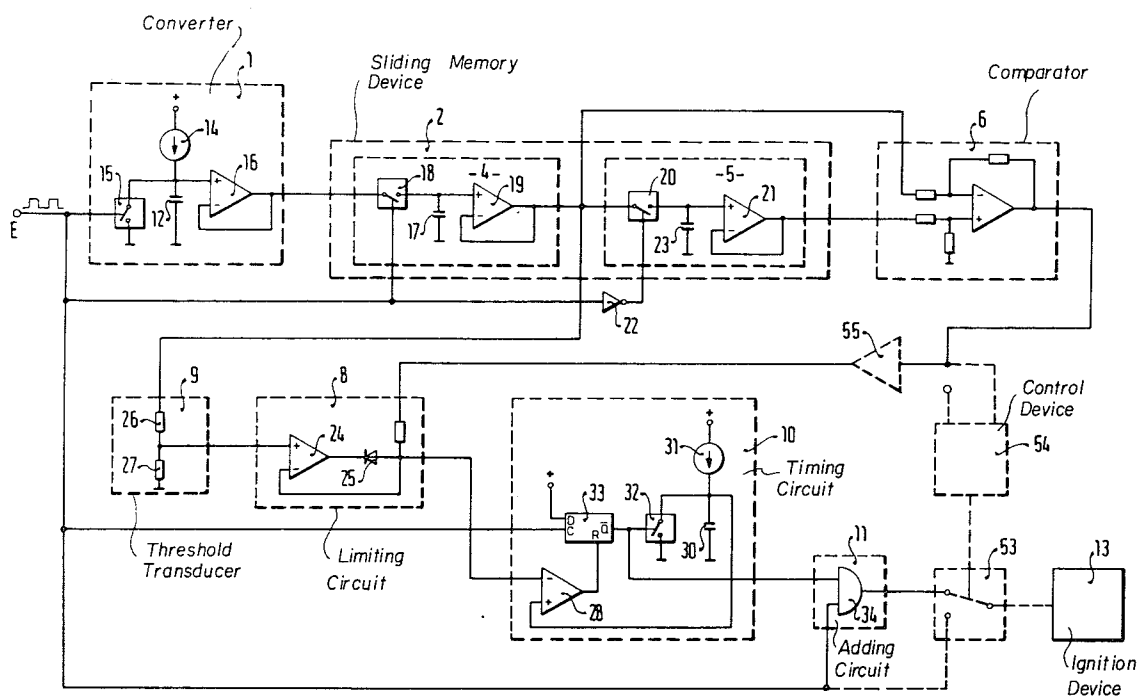 Converter
1
Sliding Memory
Device
2
Comparator
6
+
14
15
16
+
-
12
E
18
-4-
19
+
-
17
20
-5-
21
+
-
23
-
+
22
55
9
26
27
8
24
+
-
25
Threshold
Transducer
Limiting
Circuit
10
Timing
Circuit
+
31
+
33
32
D
C
R
Q̅
30
-
+
28
Control
Device
54
11
34
Adding
Circuit
53
13
Ignition
Device